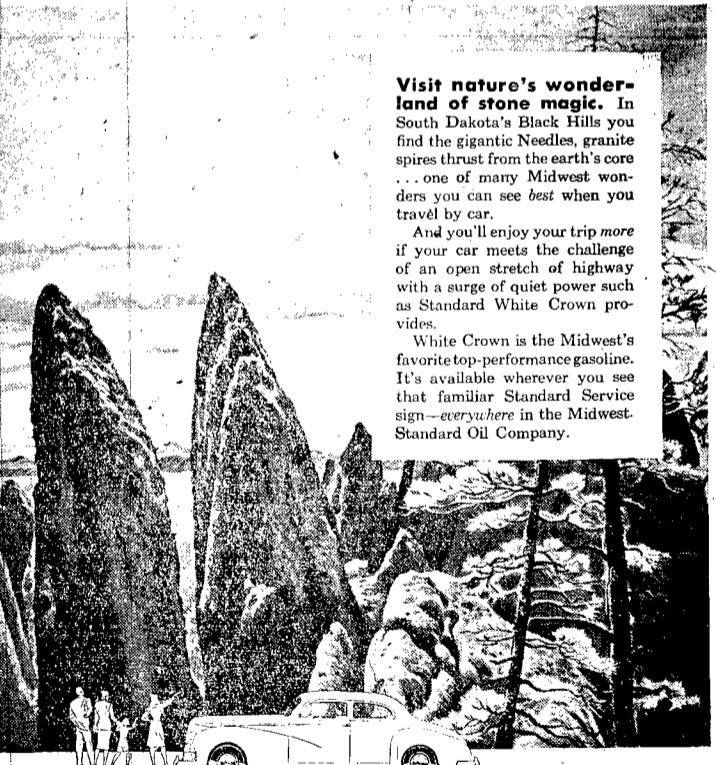 Visit nature's wonder-
land of stone magic. In
South Dakota's Black Hills you
find the gigantic Needles, granite
spires thrust from the earth's core
... one of many Midwest won-
ders you can see best when you
travel by car.
And you'll enjoy your trip more
if your car meets the challenge
of an open stretch of highway
with a surge of quiet power such
as Standard White Crown pro-
vides.
White Crown is the Midwest's
favorite top-performance gasoline.
It's available wherever you see
that familiar Standard Service
sign—everywhere in the Midwest.
Standard Oil Company.